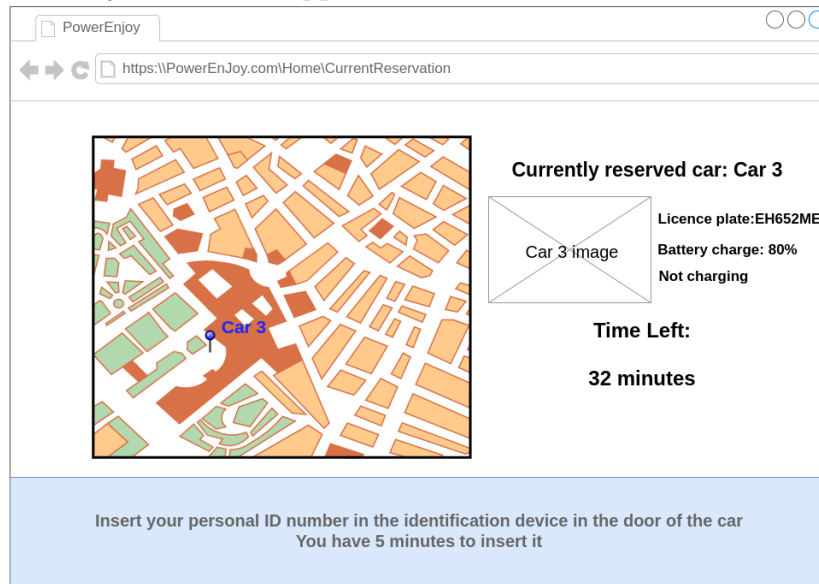 PowerEnjoy
https:\\PowerEnJoy.com\Home\CurrentReservation
Currently reserved car: Car 3
Car 3 image
Licence plate:EH652ME
Battery charge: 80%
Not charging
Car 3
Time Left:
32 minutes
Insert your personal ID number in the identification device in the door of the car
You have 5 minutes to insert it